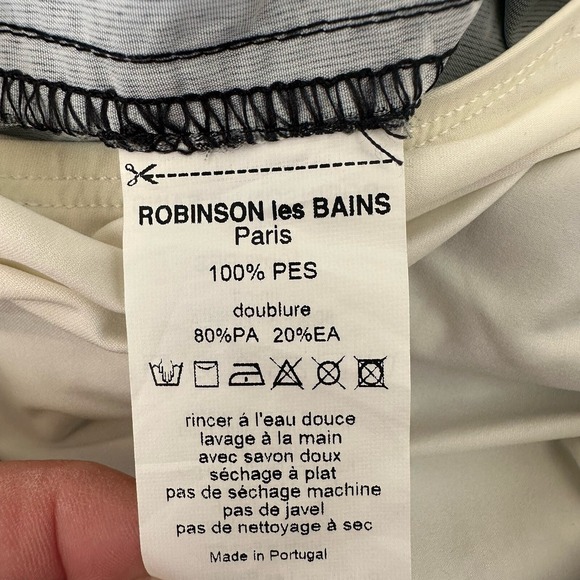 ROBINSON les BAINS
Paris
100% PES
doublure
80%PA 20%EA
rincer á l'eau douce
lavage à la main
avec savon doux
séchage à plat
pas de séchage machine
pas de javel
pas de nettoyage à sec
Made in Portugal